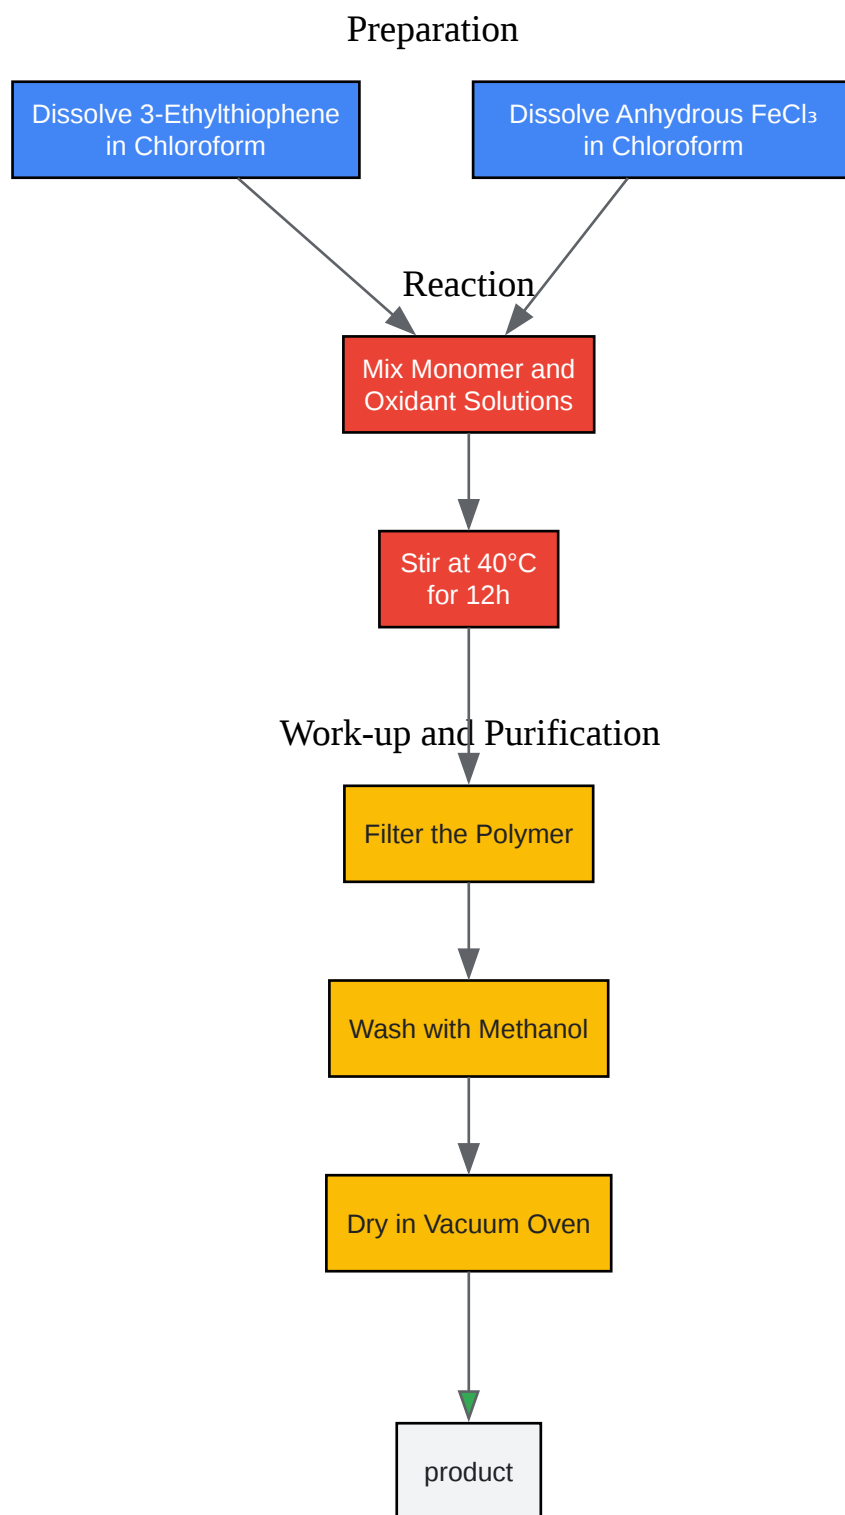 Preparation
Dissolve 3-Ethylthiophene
in Chloroform
Dissolve Anhydrous FeCl₃
in Chloroform
Reaction
Mix Monomer and
Oxidant Solutions
Stir at 40°C
for 12h
Work-up and Purification
Filter the Polymer
Wash with Methanol
Dry in Vacuum Oven
product